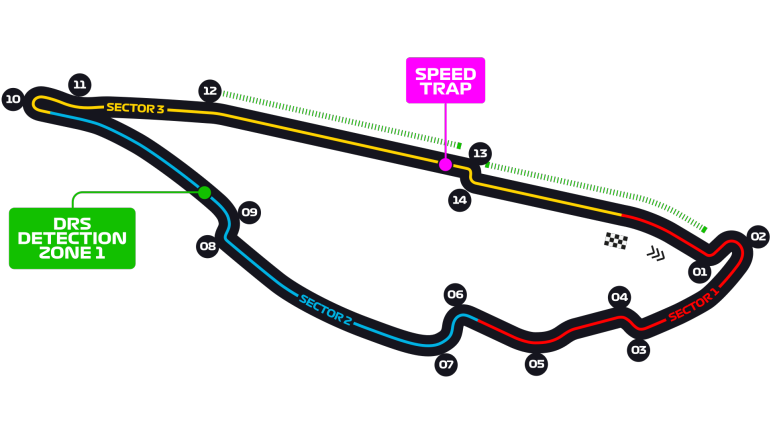 SPEED
TRAP
11
12
10
SECTOR 3
13
14
DRS
DETECTION
ZONE 1
09
08
02
01
06
04
SECTOR 1
SECTOR 2
03
07
05